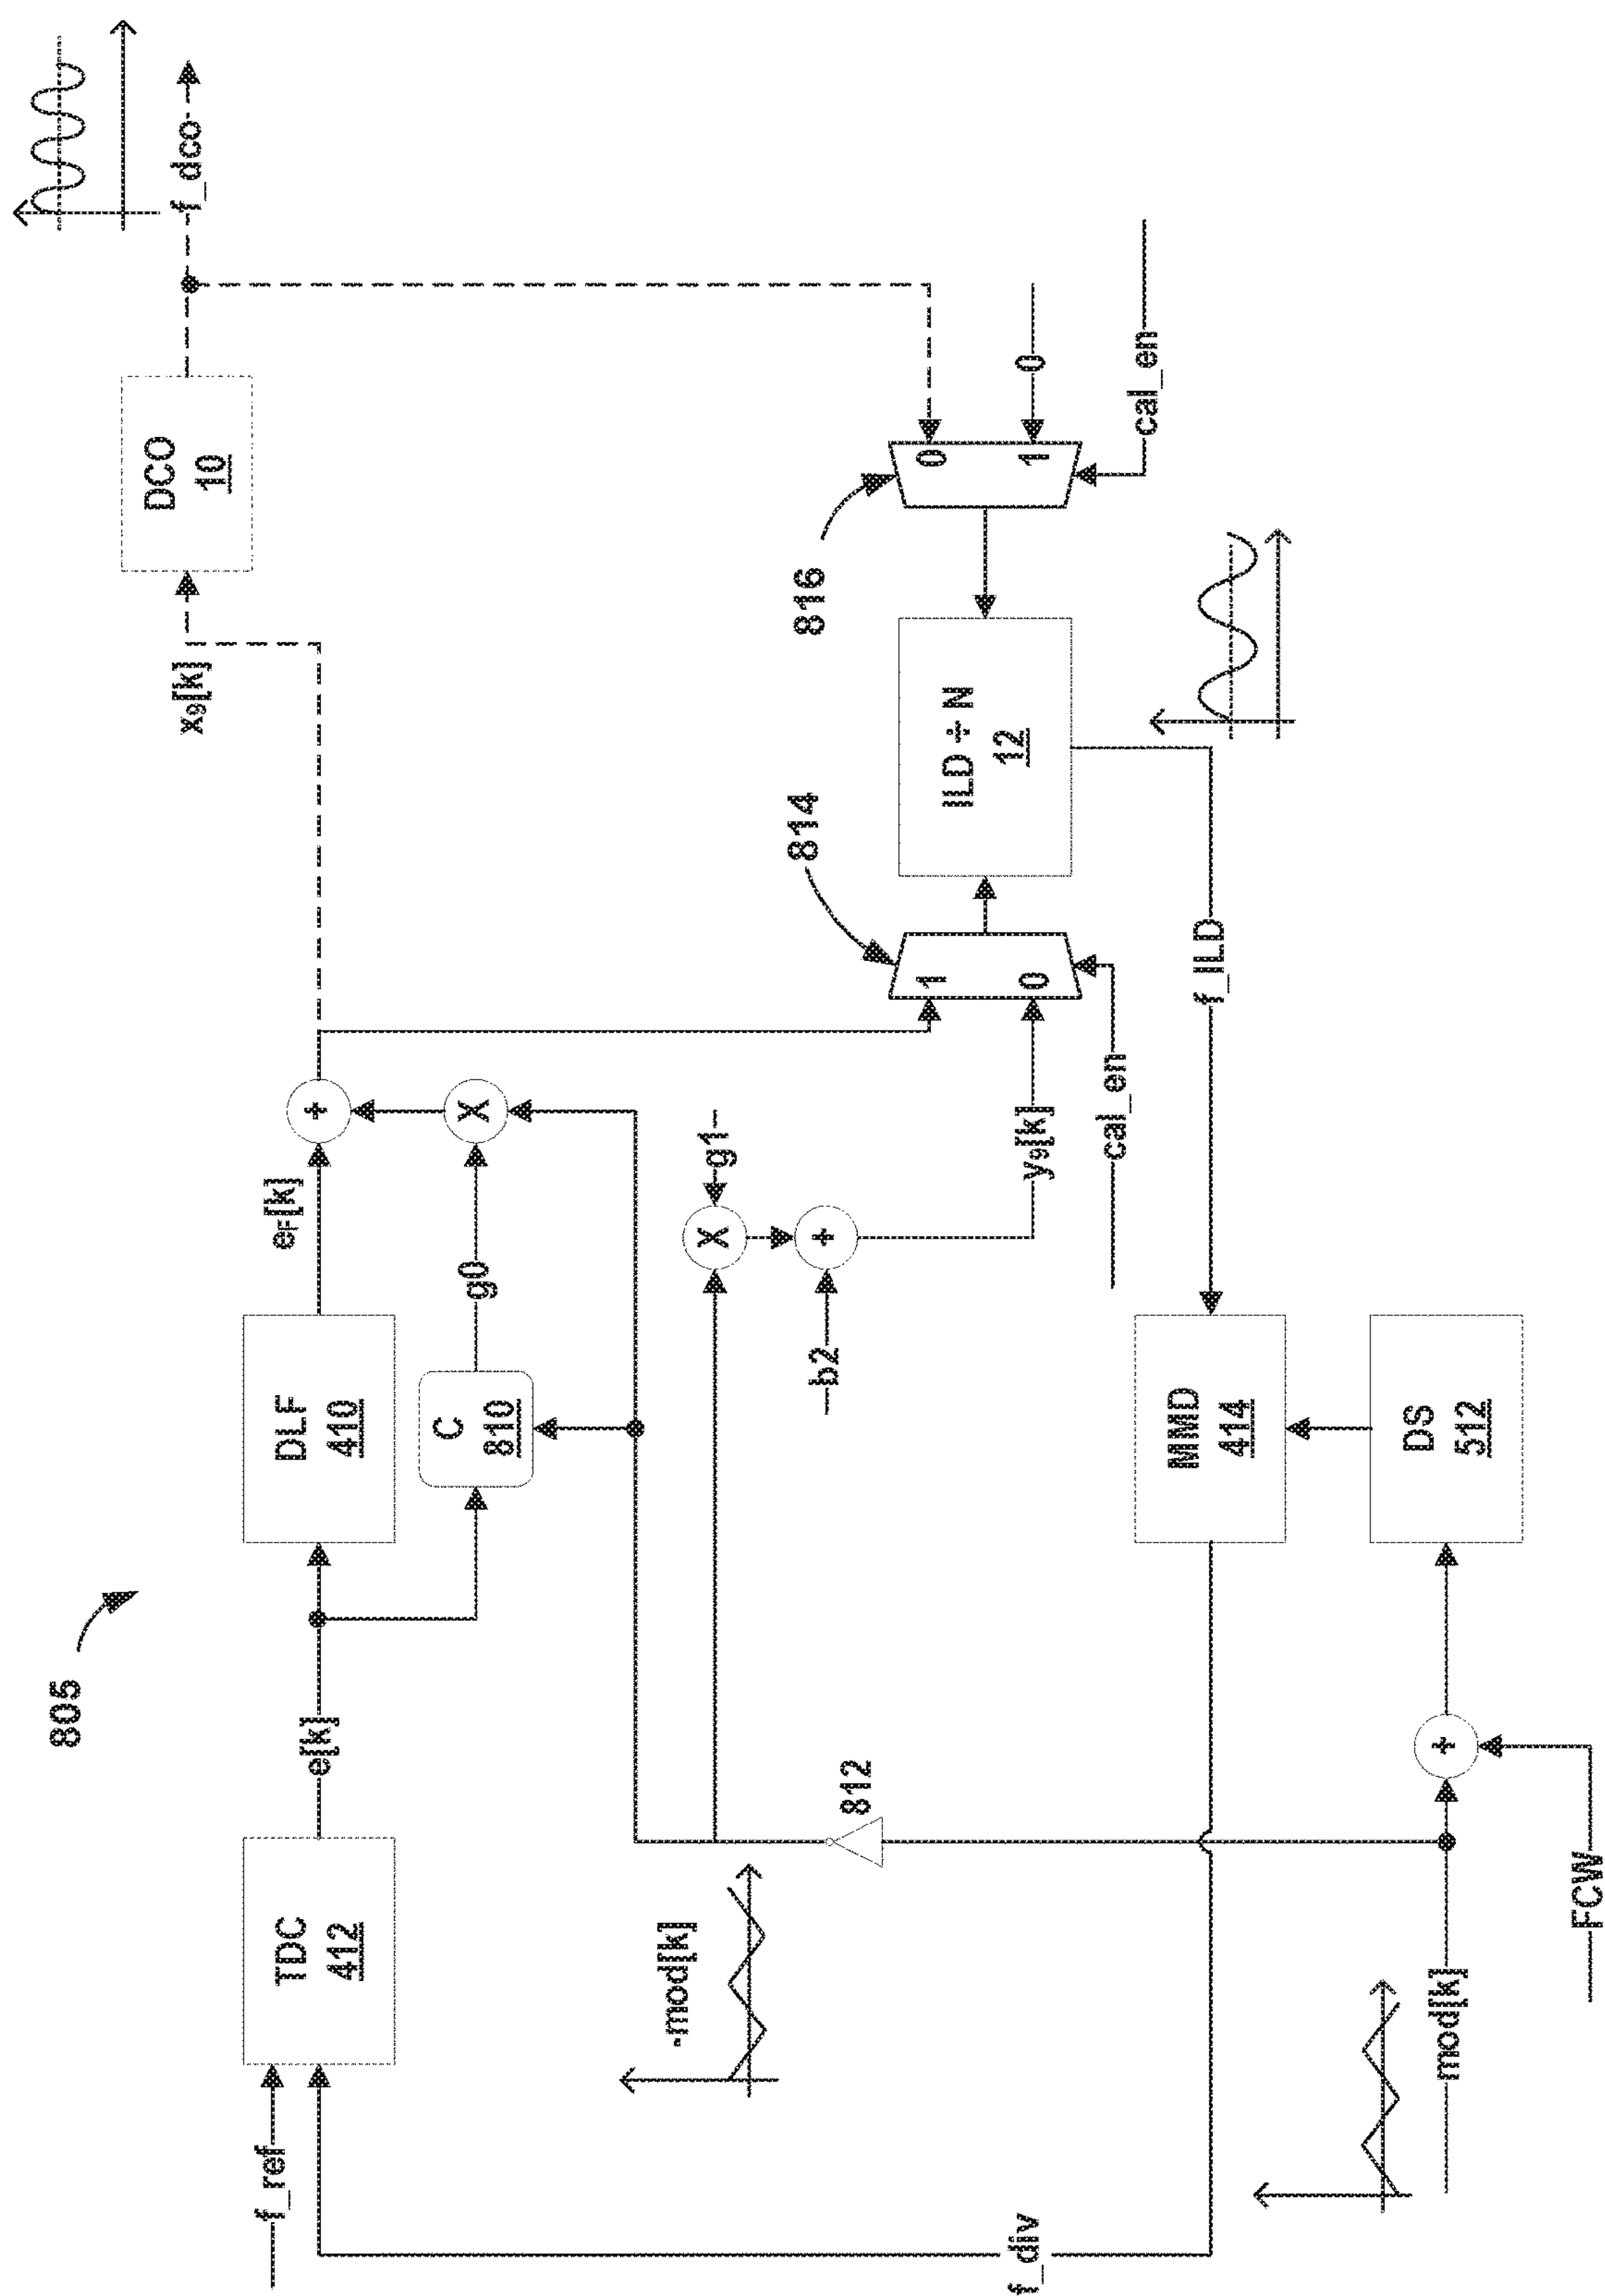 805
f_ref
TDC
412
e[k]
DLF
410
eF[k]
C
810
g0
X
+
x9[k]
DCO
10
f_dco
-mod[k]
812
X
g1
b2
+
y9[k]
cal_en
814
1
0
ILD ÷ N
12
816
0
1
0
cal_en
f_ILD
MMD
414
DS
512
f_div
mod[k]
+
FCW